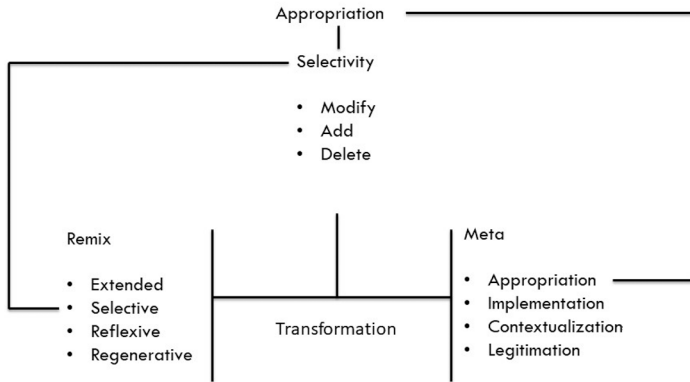 Appropriation
Selectivity
• Modify
• Add
• Delete
Remix
• Extended
• Selective
• Reflexive
• Regenerative
Transformation
Meta
• Appropriation
• Implementation
• Contextualization
• Legitimation